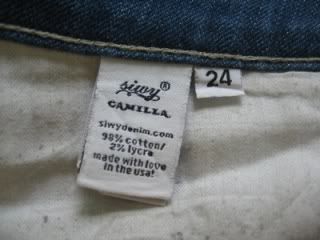 siwy®
CAMILLA
siwydenim.com
98% cotton/
2% lycra
made with love
in the usa!
24